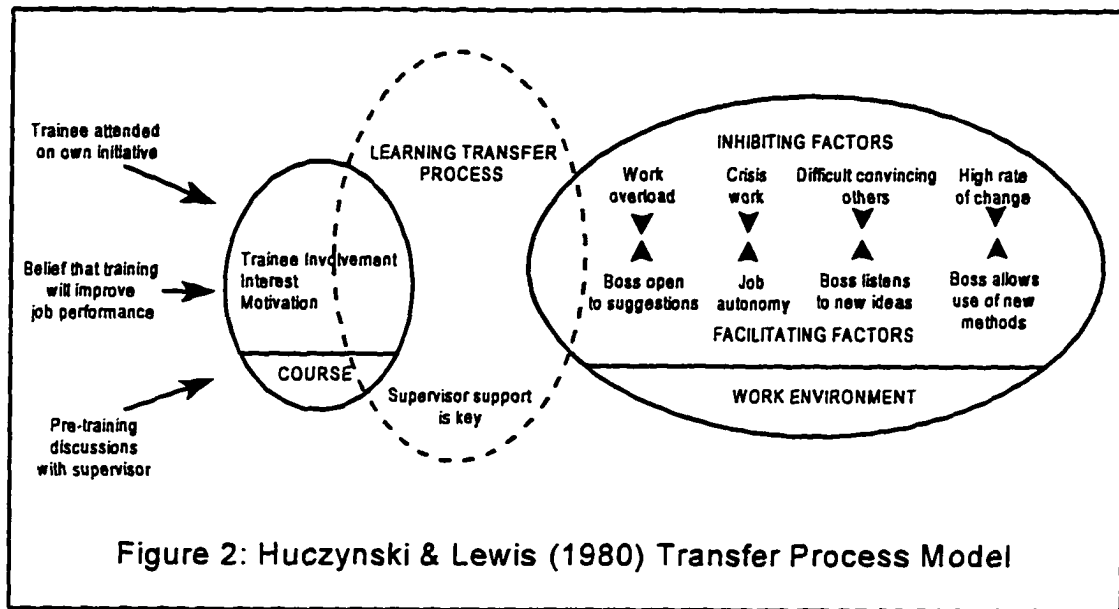 Trainee attended
on own initiative
Belief that training
will improve
job performance
Pre-training
discussions
with supervisor
Trainee Involvement
Interest
Motivation
COURSE
LEARNING TRANSFER
PROCESS
Supervisor support
is key
INHIBITING FACTORS
Work
overload
Crisis
work
Difficult convincing
others
High rate
of change
Boss open
to suggestions
Job
autonomy
Boss listens
to new ideas
Boss allows
use of new
methods
FACILITATING FACTORS
WORK ENVIRONMENT
Figure 2: Huczynski & Lewis (1980) Transfer Process Model